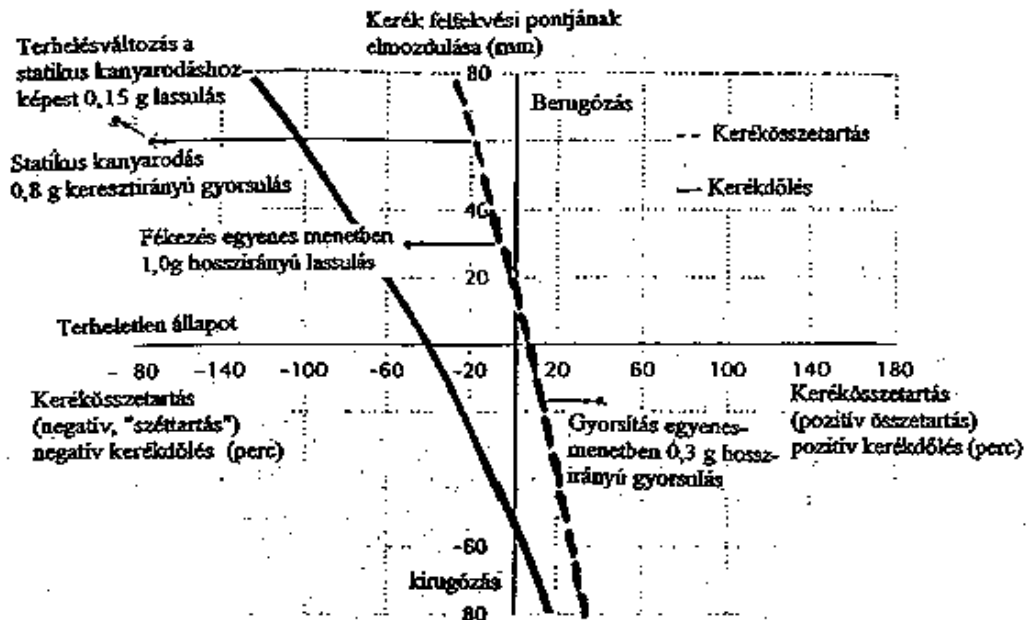 Kerék felfekvési pontjának
elmozdulása (mm)
Terhelésváltozás a
statikus kanyarodáshoz
képest 0,15 g lassulás
80
Berugózás
Kerékösszetartás
Statikus kanyarodás
0,8 g keresztirányú gyorsulás
Kerékdőlés
40
Fékezés egyenes menetben
1,0g hosszirányú lassulás
20
Terheletlen állapot
- 80 -140 -100 -60 -20 20 60 100 140 180
Kerékösszetartás
(negatív, "széttartás")
negatív kerékdőlés (perc)
Kerékösszetartás
(pozitív összetartás)
pozitív kerékdőlés (perc)
Gyorsítás egyenes-
menetben 0,3 g hossz-
irányú gyorsulás
-60
kirugózás
80